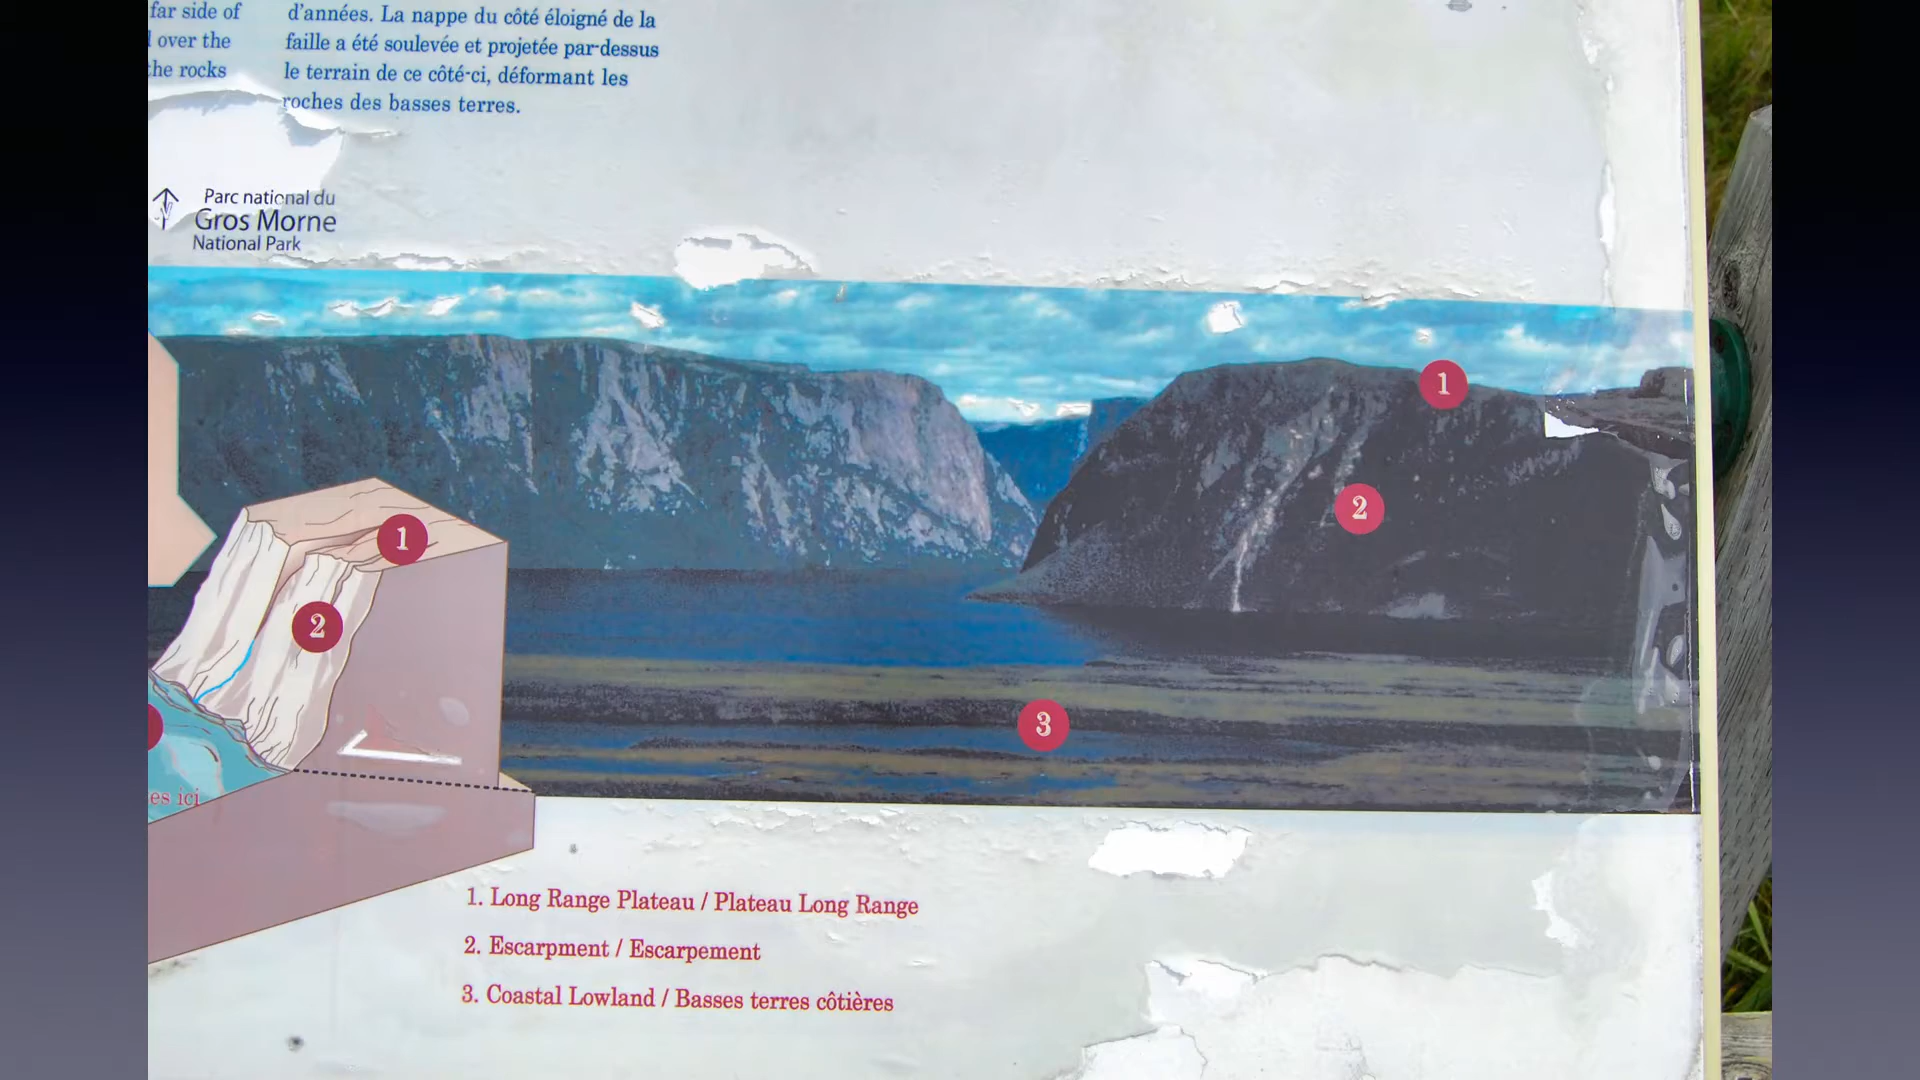 far side of
over the
the rocks
d'années. La nappe du côté éloigné de la
faille a été soulevée et projetée par-dessus
le terrain de ce côté-ci, déformant les
roches des basses terres.
Parc national du
Gros Morne
National Park
1
2
1
2
3
es ici
1. Long Range Plateau / Plateau Long Range
2. Escarpment / Escarpement
3. Coastal Lowland / Basses terres côtières